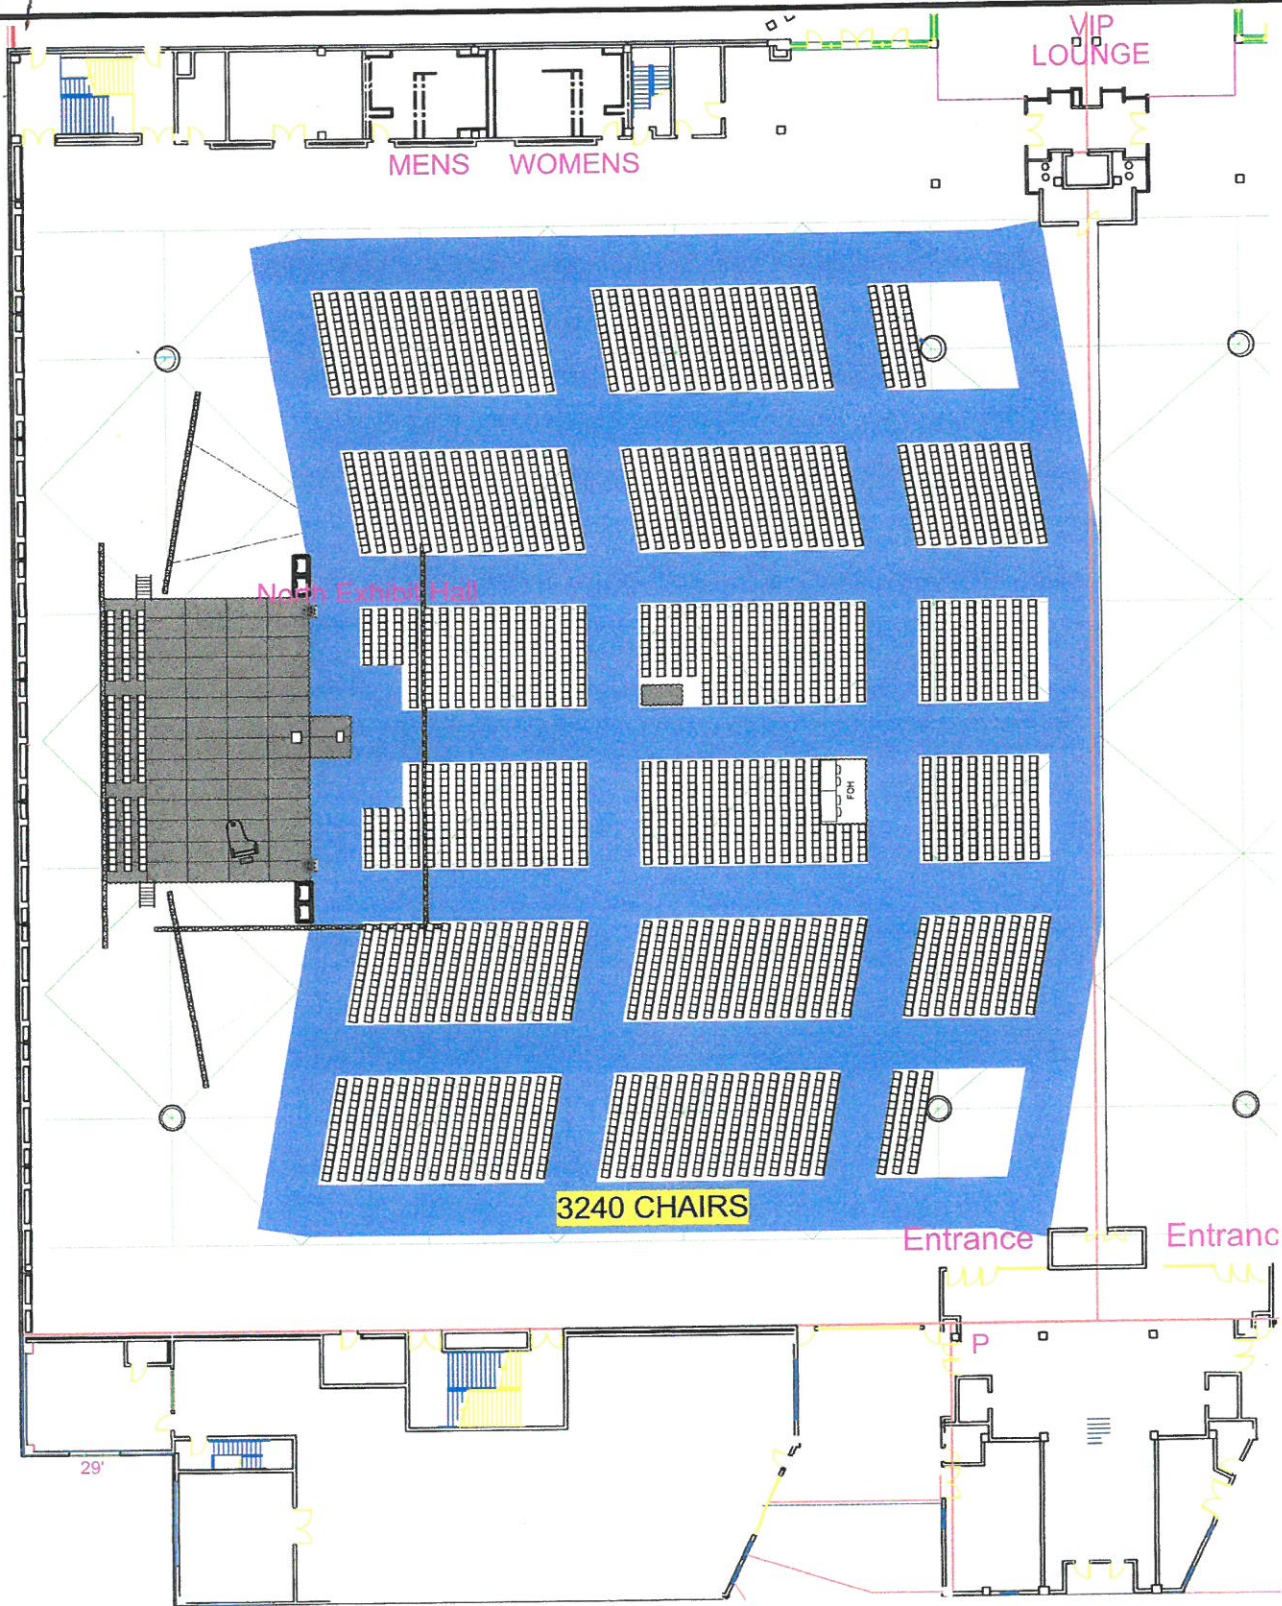 VIP
LOUNGE
MENS
WOMENS
North Exhibit Hall
FOH
3240 CHAIRS
Entrance
Entranc
P
29'